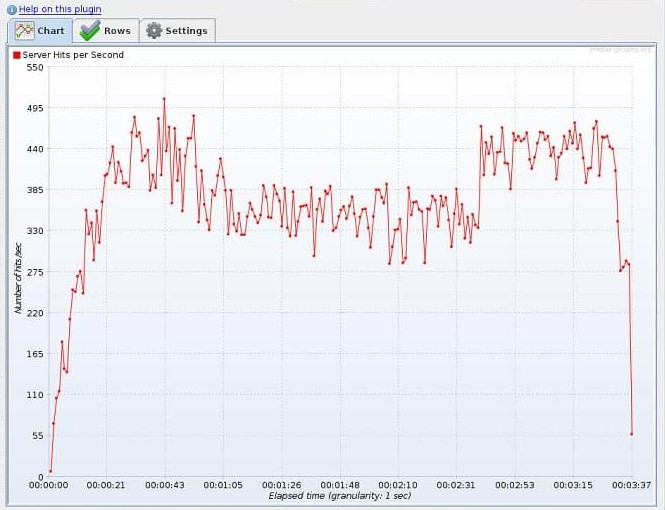 Help on this plugin
Chart Rows Settings
Server Hits per Second
jmeter-plugins.org
550
495
440
385
330
275
220
165
110
55
0
Number of hits /sec
00:00:00 00:00:21 00:00:43 00:01:05 00:01:26 00:01:48 00:02:10 00:02:31 00:02:53 00:03:15 00:03:37
Elapsed time (granularity: 1 sec)